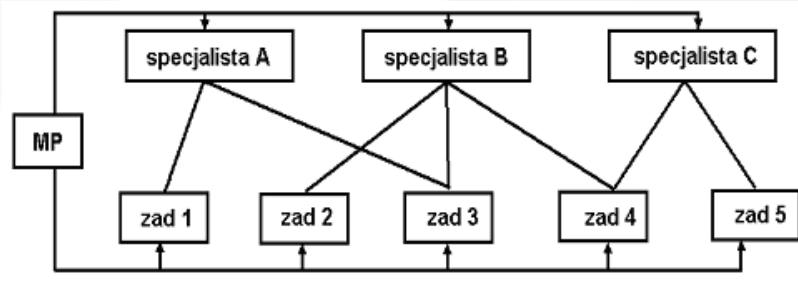 specjalista A
specjalista B
specjalista C
MP
zad 1
zad 2
zad 3
zad 4
zad 5